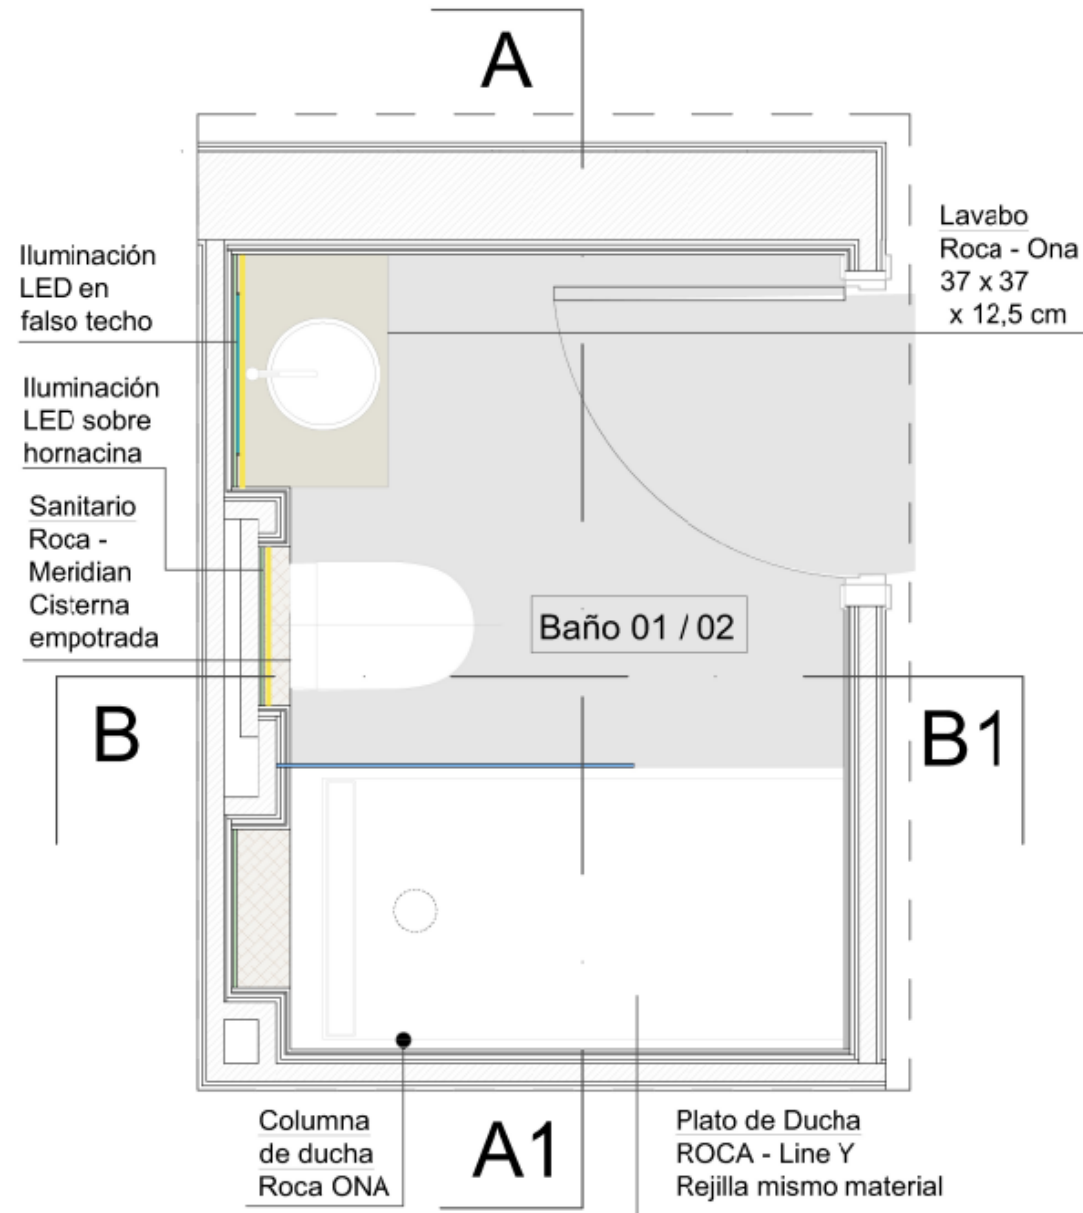 A
Lavabo
Roca - Ona
37 x 37
x 12,5 cm
Iluminación
LED en
falso techo
Iluminación
LED sobre
hornacina
Sanitario
Roca -
Meridian
Cisterna
empotrada
Baño 01 / 02
B
B1
Columna
de ducha
Roca ONA
A1
Plato de Ducha
ROCA - Line Y
Rejilla mismo material